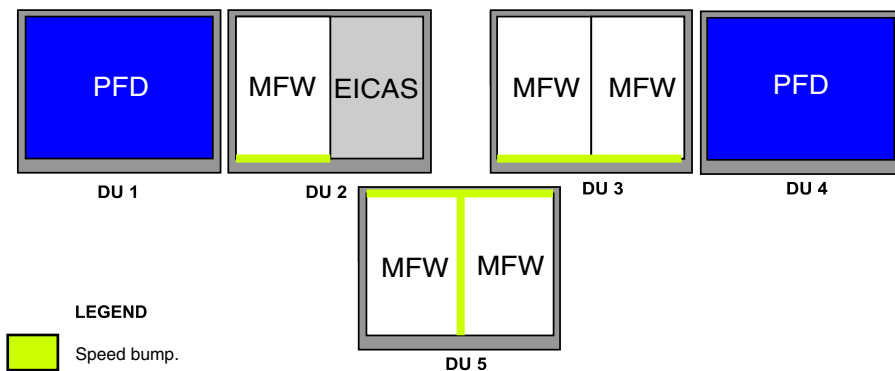 PFD
MFW EICAS
MFW MFW
PFD
DU 1
DU 2
DU 3
DU 4
MFW MFW
DU 5
LEGEND
Speed bump.